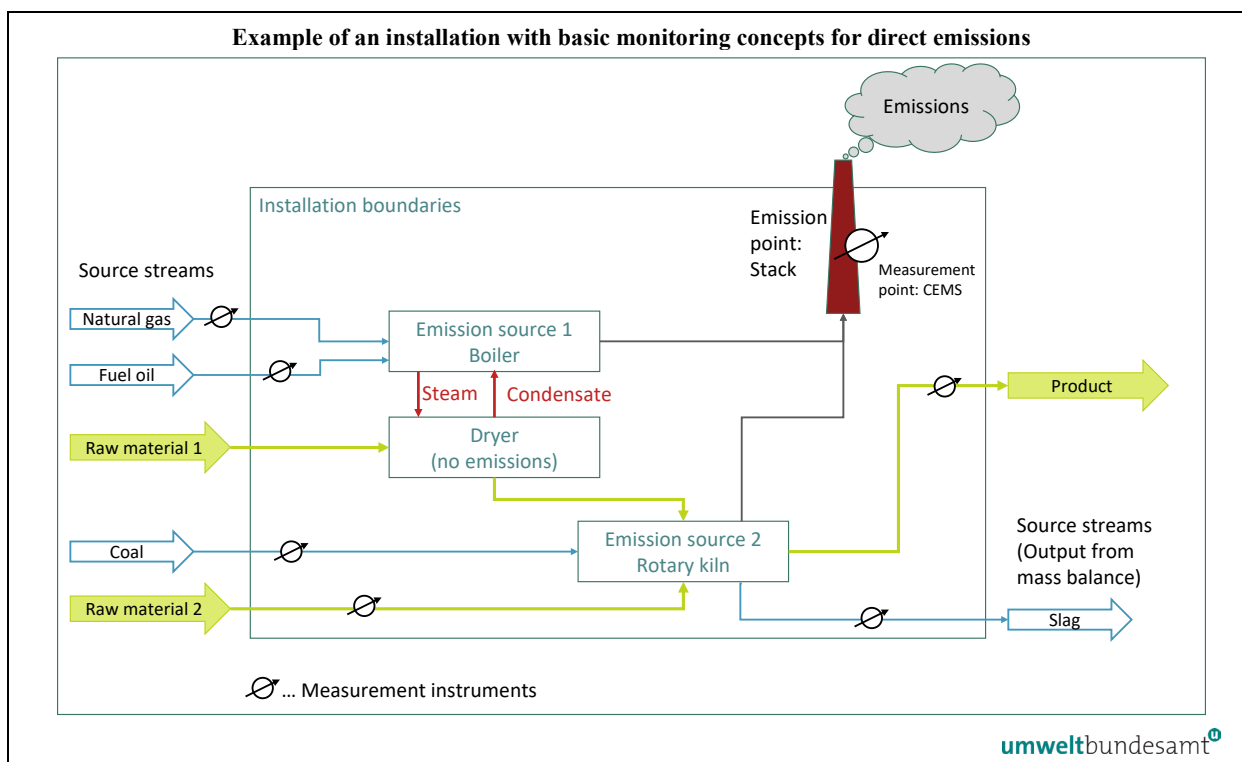 Example of an installation with basic monitoring concepts for direct emissions
Emissions
Installation boundaries
Emission
point:
Stack
Measurement
point: CEMS
Source streams
Natural gas
Emission source 1
Boiler
Fuel oil
Steam
Condensate
Product
Raw material 1
Dryer
(no emissions)
Coal
Emission source 2
Rotary kiln
Source streams
(Output from
mass balance)
Raw material 2
Slag
... Measurement instruments
umweltbundesamt
u